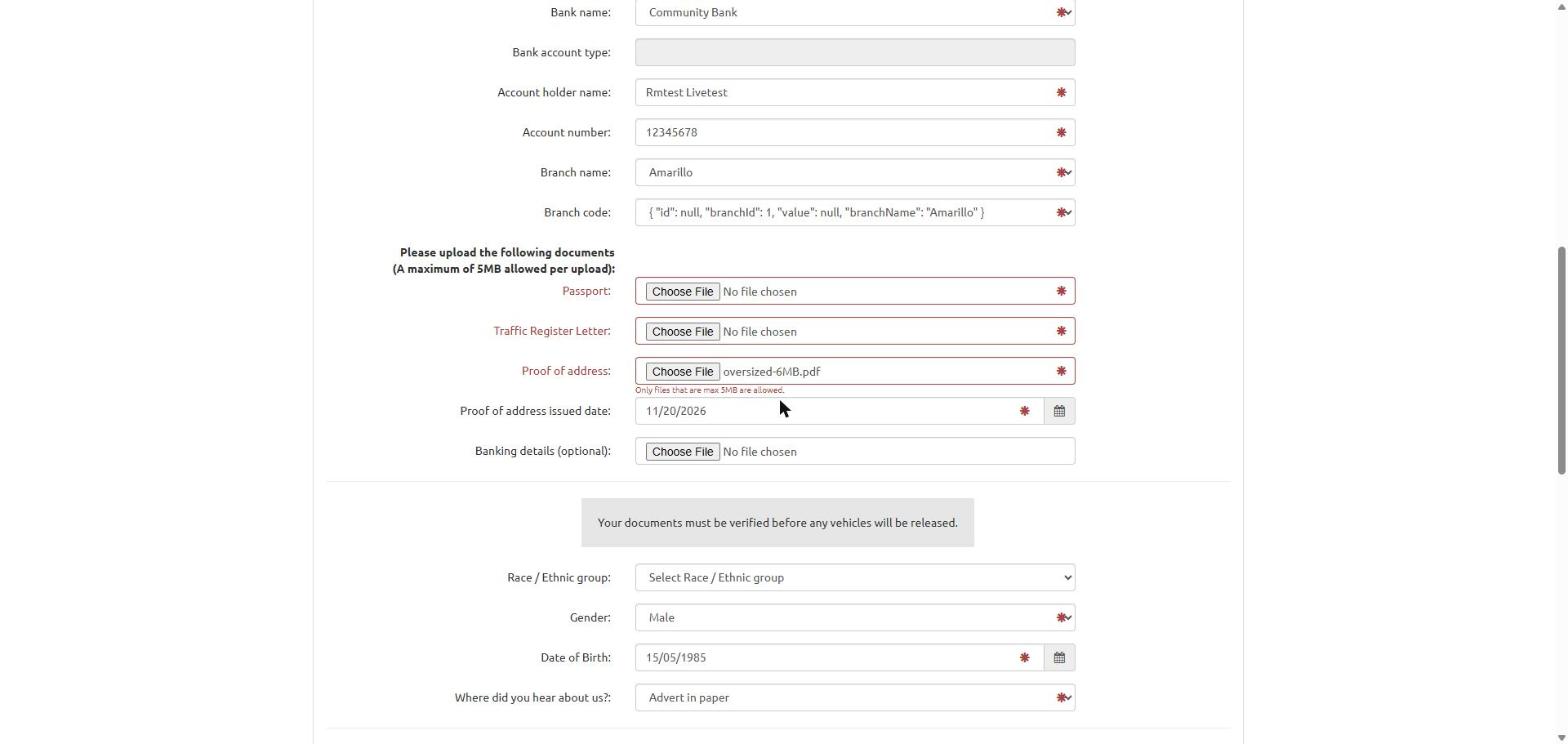 Bank name: Community Bank
Bank account type:
Account holder name: Rmtest Livetest
Account number: 12345678
Branch name: Amarillo
Branch code: { "id": null, "branchId": 1, "value": null, "branchName": "Amarillo" }
Please upload the following documents
(A maximum of 5MB allowed per upload):
Passport: Choose File No file chosen
Traffic Register Letter: Choose File No file chosen
Proof of address: Choose File oversized-6MB.pdf
Only files that are max 5MB are allowed.
Proof of address issued date: 11/20/2026
Banking details (optional): Choose File No file chosen
Your documents must be verified before any vehicles will be released.
Race / Ethnic group: Select Race / Ethnic group
Gender: Male
Date of Birth: 15/05/1985
Where did you hear about us?: Advert in paper